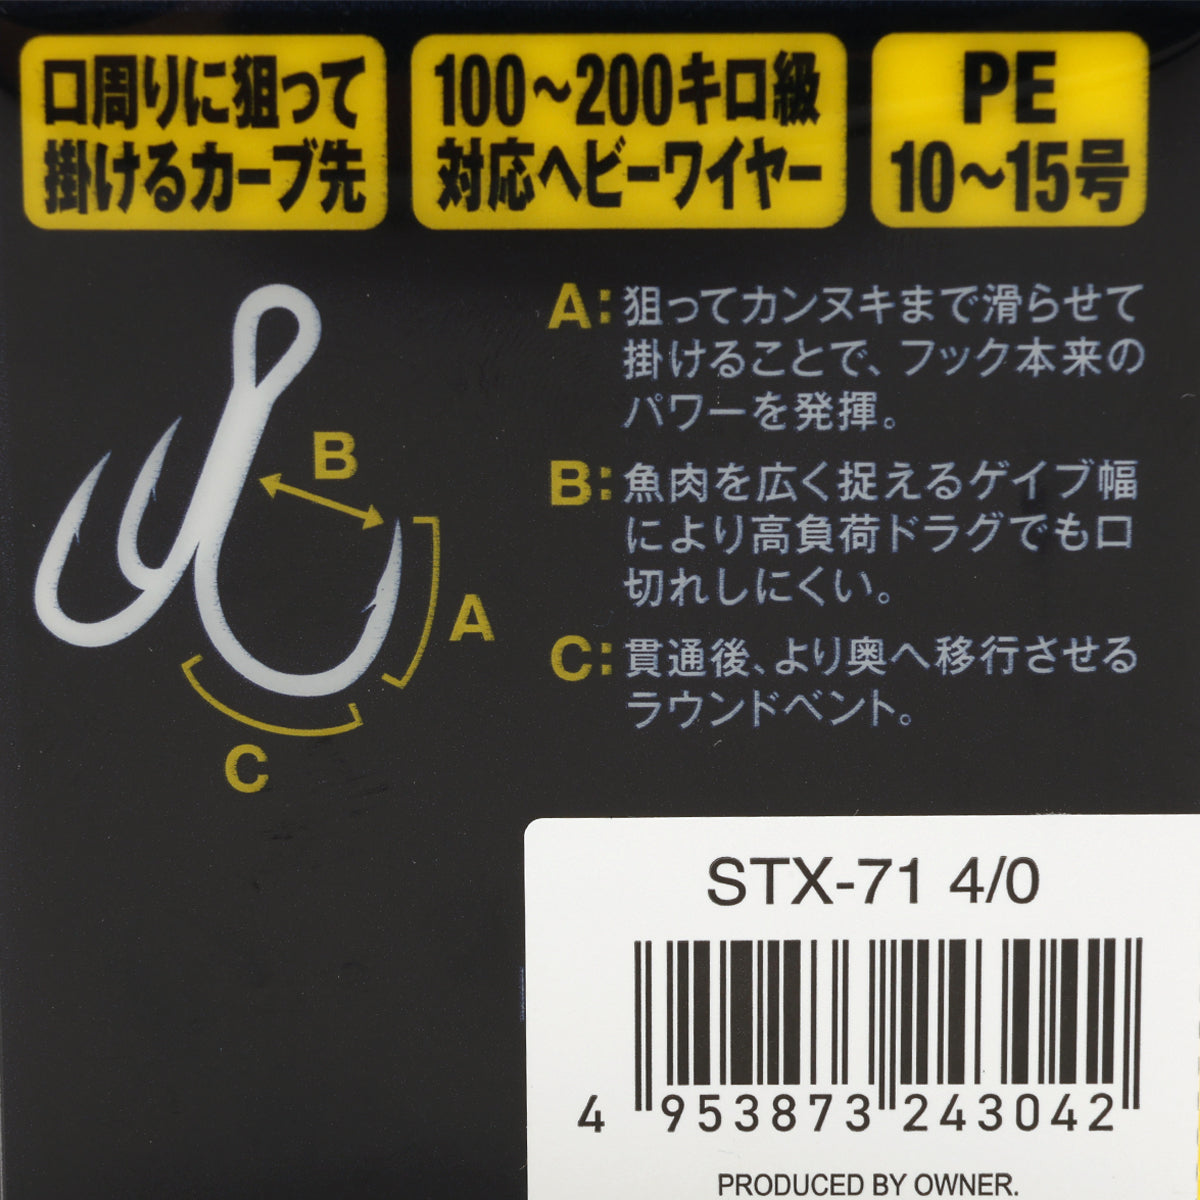 口周りに狙って
掛けるカーブ先
100～200キロ級
対応ヘビーワイヤー
PE
10～15号
A:狙ってカンヌキまで滑らせて
掛けることで、フック本来の
パワーを発揮。
B:魚肉を広く捉えるゲイブ幅
により高負荷ドラグでも口
切れしにくい。
C:貫通後、より奥へ移行させる
ラウンドベント。
B
A
C
STX-71 4/0
4 953873 243042
PRODUCED BY OWNER.